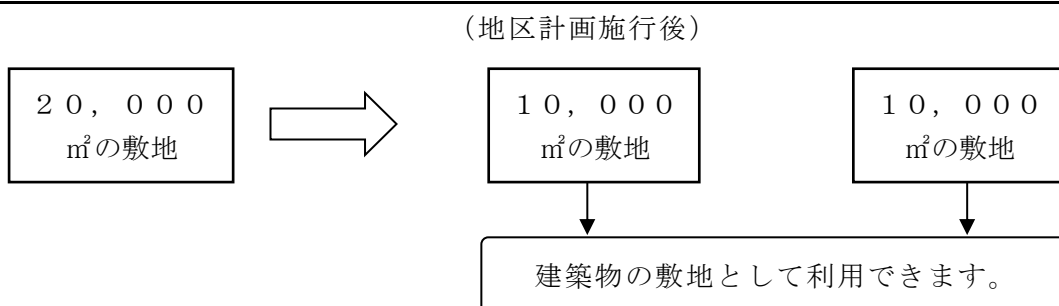 （地区計画施行後）
２０，０００
㎡の敷地
１０，０００
㎡の敷地
１０，０００
㎡の敷地
建築物の敷地として利用できます。